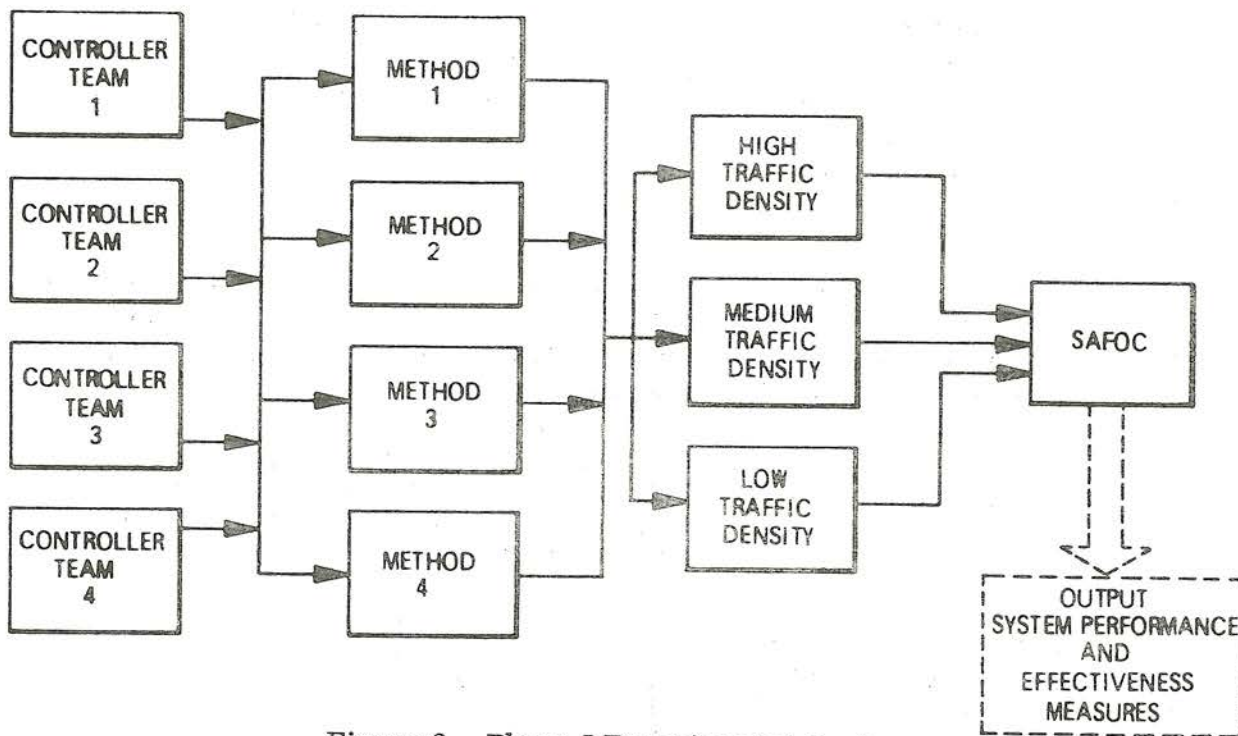 CONTROLLER
TEAM
1
CONTROLLER
TEAM
2
CONTROLLER
TEAM
3
CONTROLLER
TEAM
4
METHOD
1
METHOD
2
METHOD
3
METHOD
4
HIGH
TRAFFIC
DENSITY
MEDIUM
TRAFFIC
DENSITY
LOW
TRAFFIC
DENSITY
SAFOC
OUTPUT
SYSTEM PERFORMANCE
AND
EFFECTIVENESS
MEASURES
Phase I